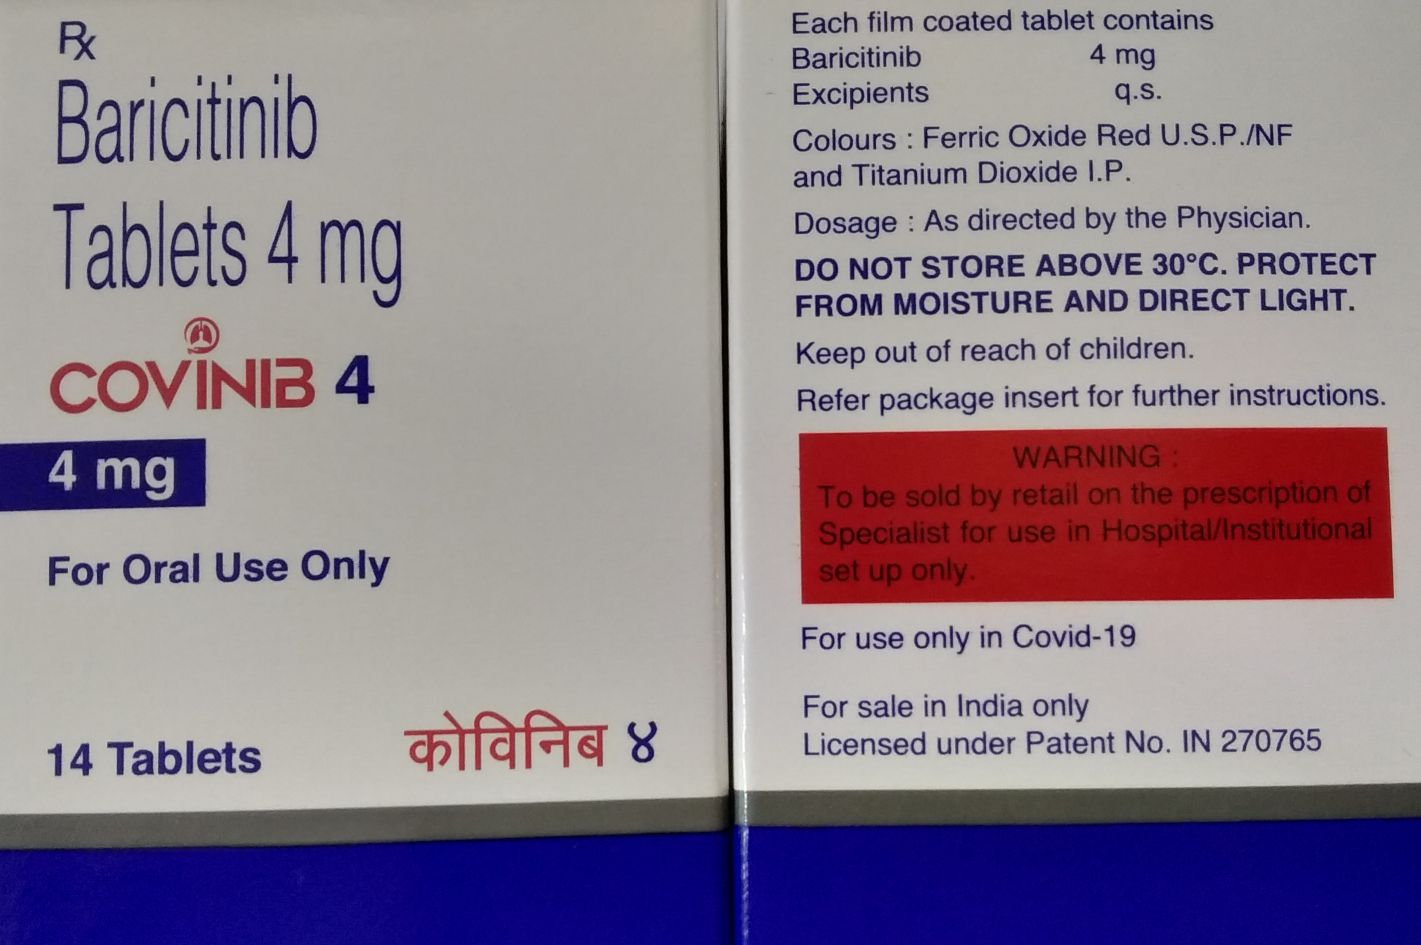 Rx
Baricitinib
Tablets 4 mg
COVINIB 4
4 mg
For Oral Use Only
14 Tablets
कोविनिब ४
Each film coated tablet contains
Baricitinib 4 mg
Excipients q.s.
Colours : Ferric Oxide Red U.S.P./NF
and Titanium Dioxide I.P.
Dosage : As directed by the Physician.
DO NOT STORE ABOVE 30°C. PROTECT
FROM MOISTURE AND DIRECT LIGHT.
Keep out of reach of children.
Refer package insert for further instructions.
WARNING :
To be sold by retail on the prescription of
Specialist for use in Hospital/Institutional
set up only.
For use only in Covid-19
For sale in India only
Licensed under Patent No. IN 270765